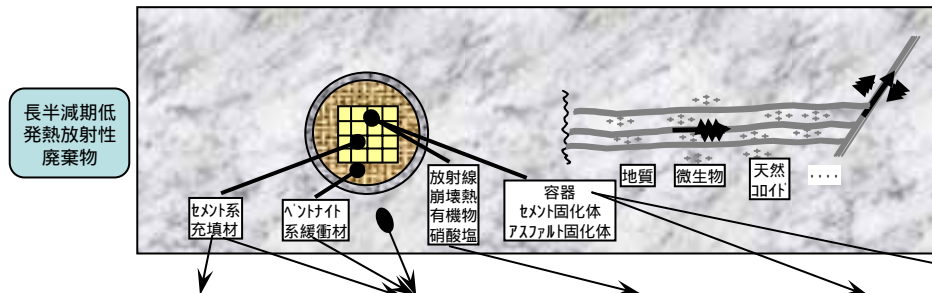 長半減期低
発熱放射性
廃棄物
ｾﾒﾝﾄ系
充填材
ﾍﾞﾝﾄﾅｲﾄ
系緩衝材
放射線
崩壊熱
有機物
硝酸塩
容器
ｾﾒﾝﾄ固化体
ｱｽﾌｧﾙﾄ固化体
地質
微生物
天然
ｺﾛｲﾄﾞ
‥‥